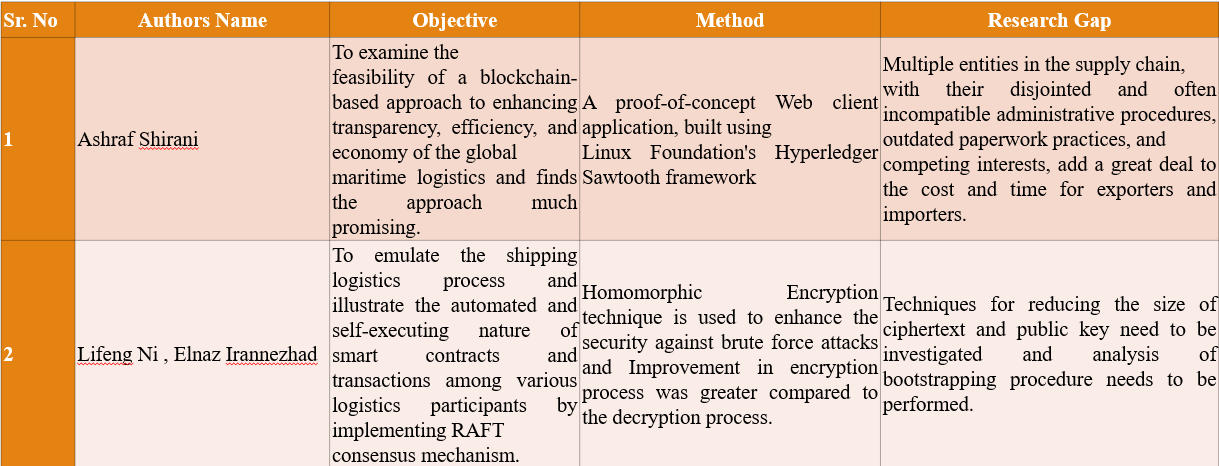 Sr. No
Authors Name
Objective
Method
Research Gap
1
Ashraf Shirani
To examine the
feasibility of a blockchain-
based approach to enhancing
transparency, efficiency, and
economy of the global
maritime logistics and finds
the approach much
promising.
A proof-of-concept Web client
application, built using
Linux Foundation's Hyperledger
Sawtooth framework
Multiple entities in the supply chain,
with their disjointed and often
incompatible administrative procedures,
outdated paperwork practices, and
competing interests, add a great deal to
the cost and time for exporters and
importers.
2
Lifeng Ni , Elnaz Irannezhad
To emulate the shipping
logistics process and
illustrate the automated and
self-executing nature of
smart contracts and
transactions among various
logistics participants by
implementing RAFT
consensus mechanism.
Homomorphic Encryption
technique is used to enhance the
security against brute force attacks
and Improvement in encryption
process was greater compared to
the decryption process.
Techniques for reducing the size of
ciphertext and public key need to be
investigated and analysis of
bootstrapping procedure needs to be
performed.